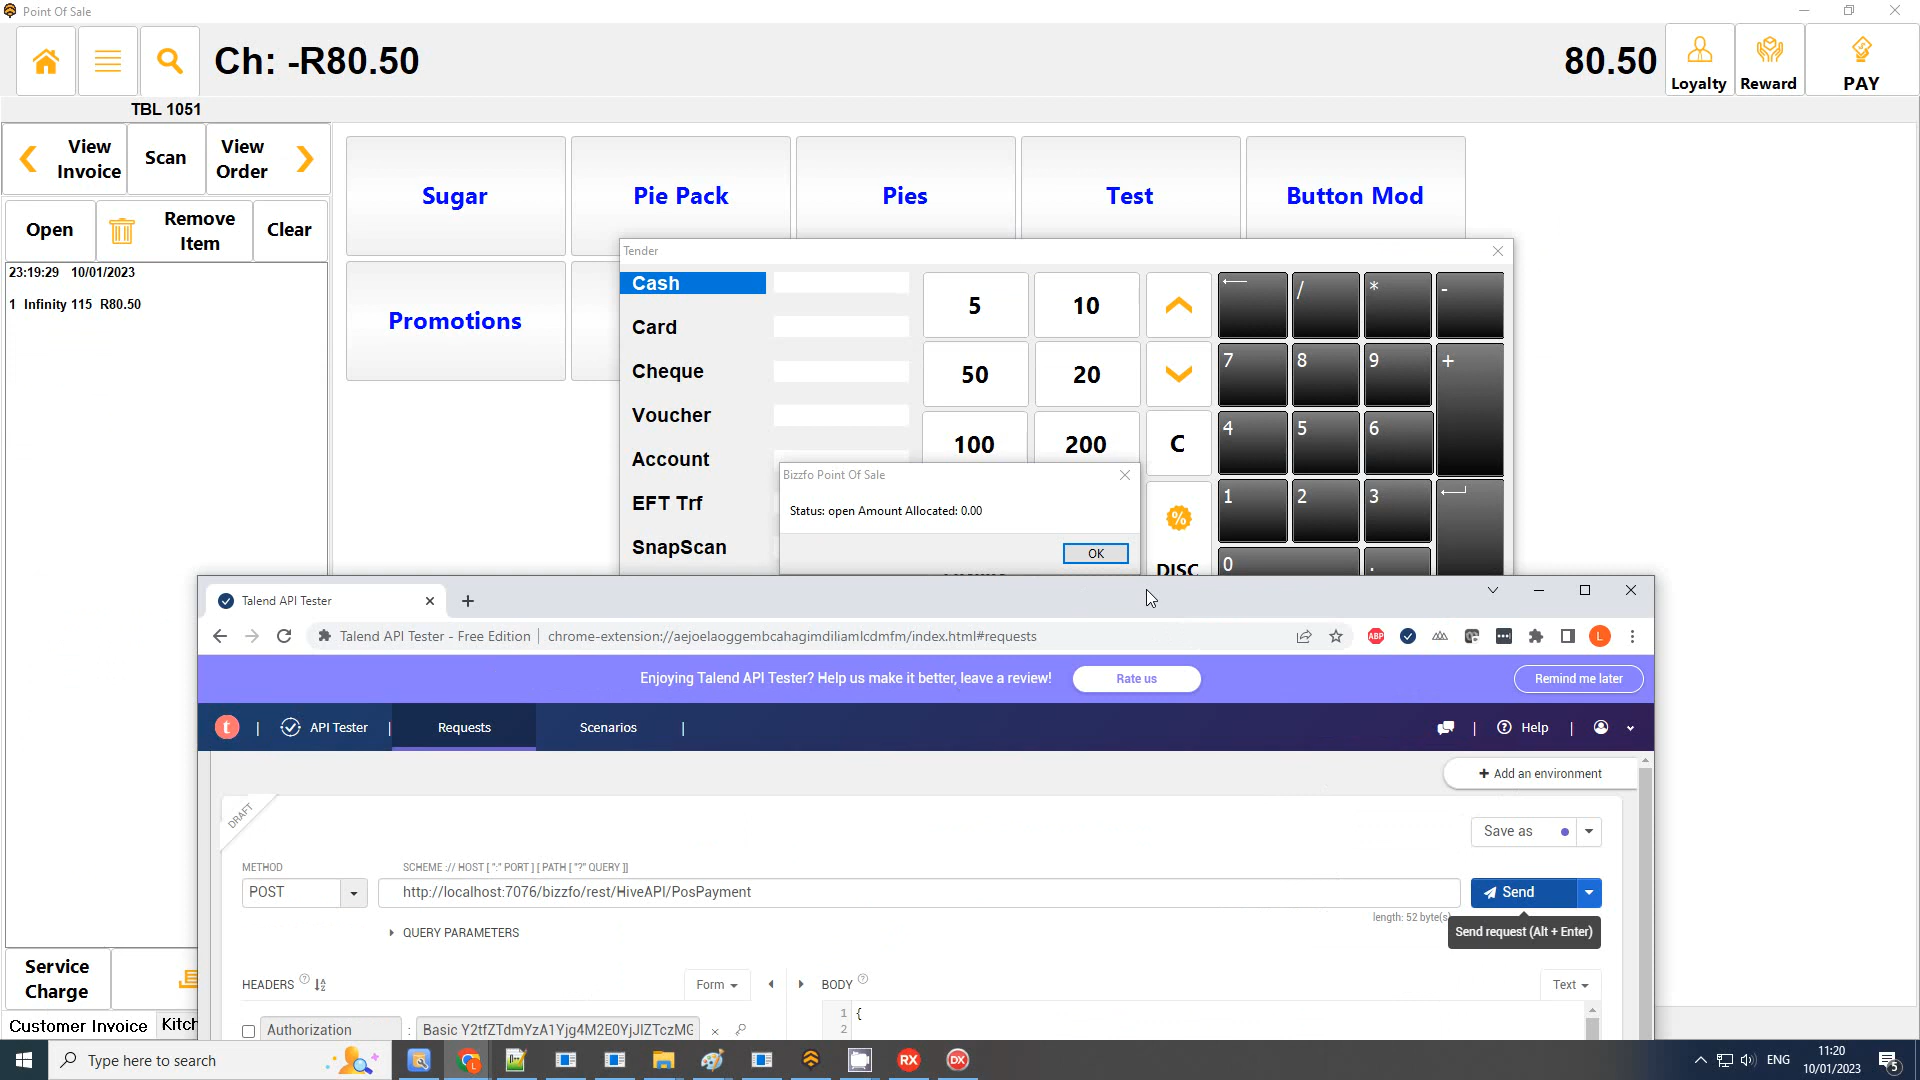 Point Of Sale
Ch: -R80.50
80.50
Loyalty
Reward
PAY
TBL 1051
View Invoice
Scan
View Order
Open
Remove Item
Clear
23:19:29 10/01/2023
1 Infinity 115 R80.50
Sugar
Pie Pack
Pies
Test
Button Mod
Promotions
Tender
Cash
Card
Cheque
Voucher
Account
EFT Trf
SnapScan
5
10
50
20
100
200
C
DISC
/
*
-
7
8
9
+
4
5
6
1
2
3
0
.
Bizzfo Point Of Sale
Status: open Amount Allocated: 0.00
OK
Talend API Tester
Talend API Tester - Free Edition
chrome-extension://aejoelaoggembcahagimdiliamlcdmfm/index.html#requests
ABP
L
Enjoying Talend API Tester? Help us make it better, leave a review!
Rate us
Remind me later
t
API Tester
Requests
Scenarios
Help
+ Add an environment
DRAFT
Save as
METHOD
SCHEME :// HOST [ ":" PORT ] [ PATH [ "?" QUERY ]]
POST
http://localhost:7076/bizzfo/rest/HiveAPI/PosPayment
Send
length: 52 byte(s)
Send request (Alt + Enter)
QUERY PARAMETERS
HEADERS
Form
BODY
Text
Authorization
:
Basic Y2tfZTdmYzA1Yjg4M2E0YjJlZTczMG
1 {
2
Service Charge
Customer Invoice
Kitch
Type here to search
RX
DX
ENG
11:20
10/01/2023
5